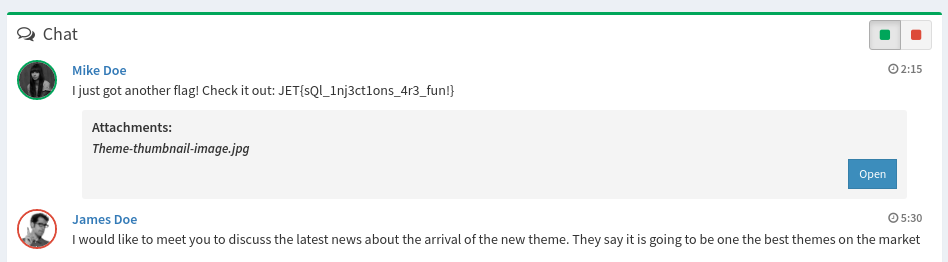 Chat
Mike Doe
2:15
I just got another flag! Check it out: JET{sQl_1nj3ct1ons_4r3_fun!}
Attachments:
Theme-thumbnail-image.jpg
Open
James Doe
5:30
I would like to meet you to discuss the latest news about the arrival of the new theme. They say it is going to be one the best themes on the market